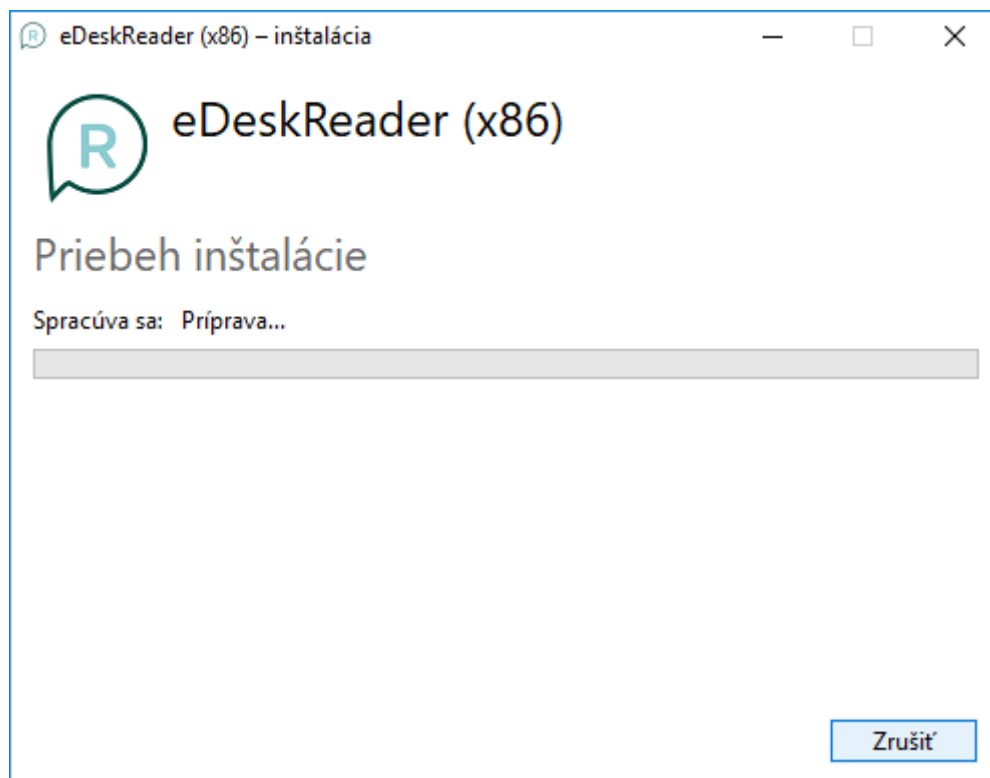 eDeskReader (x86) – inštalácia
R eDeskReader (x86)
Priebeh inštalácie
Spracúva sa: Príprava...
Zrušiť